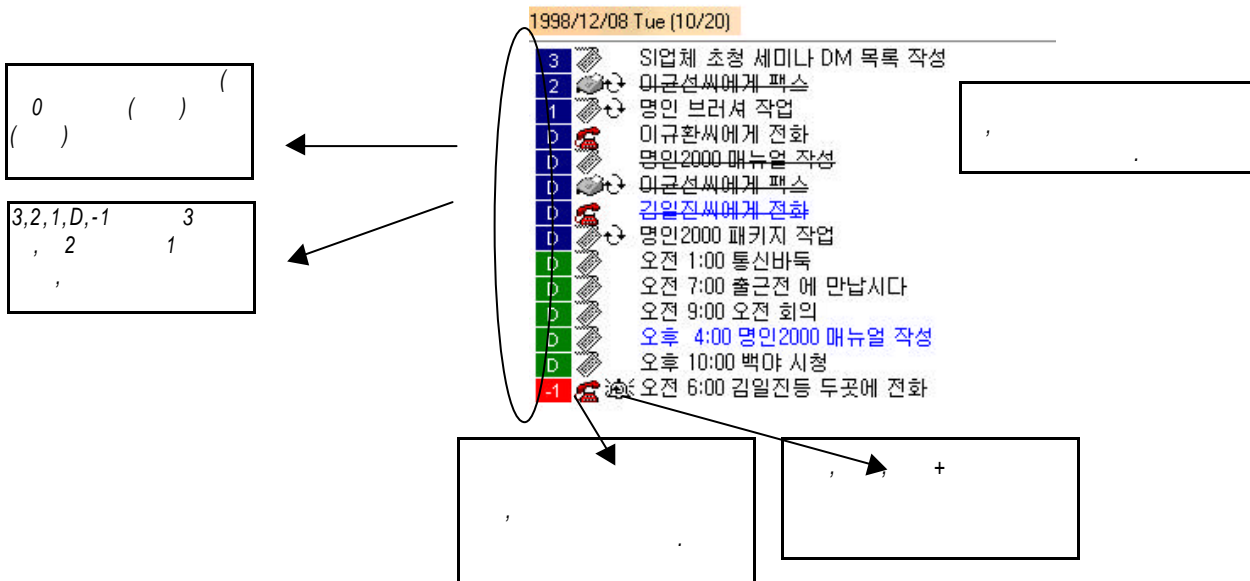 1998/12/08 Tue (10/20)
3 SI업체 초청 세미나 DM 목록 작성
2 이균선씨에게 팩스
1 명인 브러셔 작업
D 이규환씨에게 전화
D 명인2000 매뉴얼 작성
D 이균선씨에게 팩스
D 김일진씨에게 전화
D 명인2000 패키지 작업
D 오전 1:00 통신바둑
D 오전 7:00 출근전 에 만납시다
D 오전 9:00 오전 회의
D 오후 4:00 명인2000 매뉴얼 작성
D 오후 10:00 백야 시청
-1 오전 6:00 김일진등 두곳에 전화
(
0 ( )
( )
3,2,1,D,-1 3
, 2 1
,
,
.
,
.
, , +